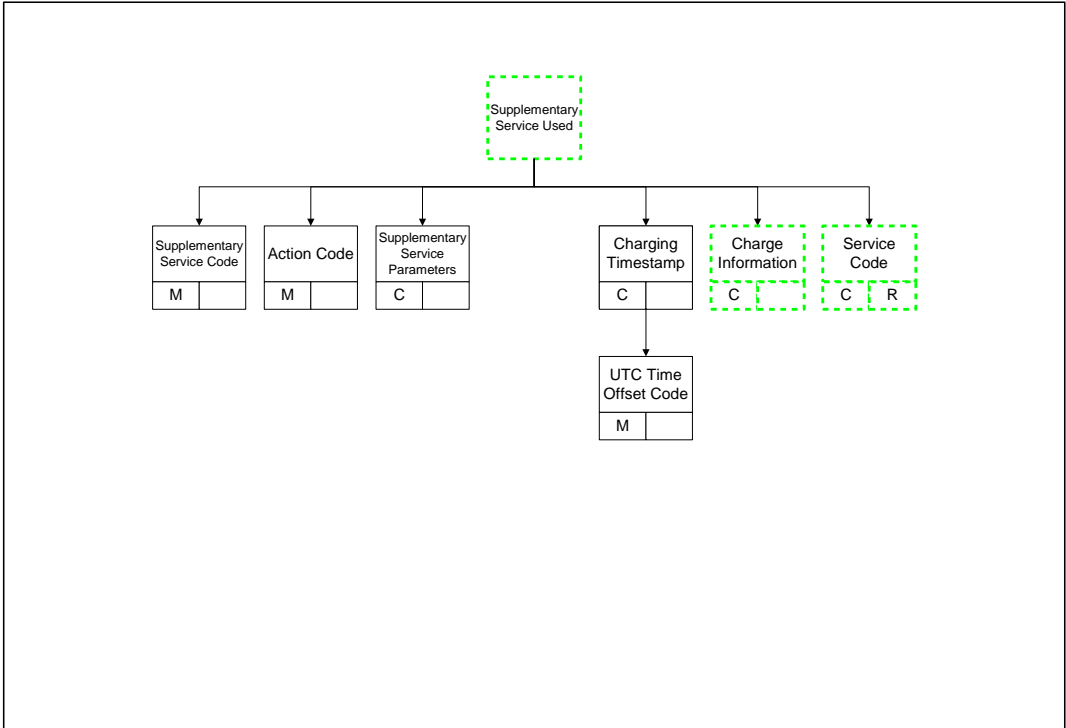 Supplementary
Service Used
Supplementary
Service Code
M
Action Code
M
Supplementary
Service
Parameters
C
Charging
Timestamp
C
Charge
Information
C
Service
Code
C R
UTC Time
Offset Code
M